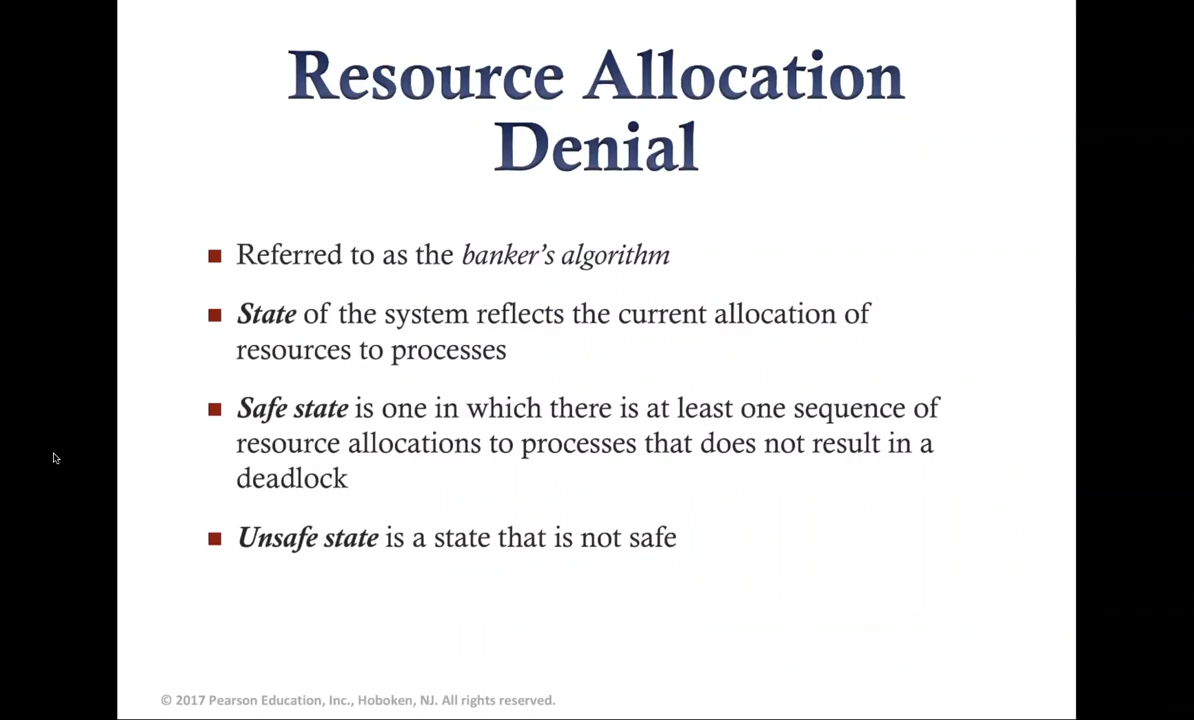 Resource Allocation
Denial
Referred to as the banker's algorithm
State of the system reflects the current allocation of
resources to processes
Safe state is one in which there is at least one sequence of
resource allocations to processes that does not result in a
deadlock
Unsafe state is a state that is not safe
© 2017 Pearson Education, Inc., Hoboken, NJ. All rights reserved.